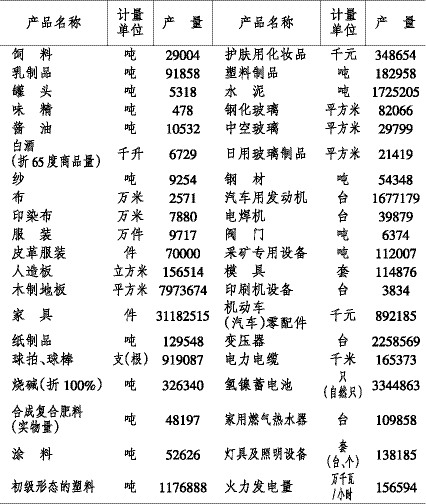 产品名称 计量单位 产 量 产品名称 计量单位 产 量
饲 料 吨 29004 护肤用化妆品 千元 348654
乳制品 吨 91858 塑料制品 吨 182958
罐 头 吨 5318 水 泥 吨 1725205
味 精 吨 478 钢化玻璃 平方米 82066
酱 油 吨 10532 中空玻璃 平方米 29799
白酒(折65度商品量) 千升 6729 日用玻璃制品 平方米 21419
纱 吨 9254 钢 材 吨 54348
布 万米 2571 汽车用发动机 台 1677179
印染布 万米 7880 电焊机 台 39879
服 装 万件 9717 阀 门 吨 6374
皮革服装 件 70000 采矿专用设备 吨 112007
人造板 立方米 156514 模 具 套 114876
木制地板 平方米 7973674 印刷机设备 台 3834
家 具 件 31182515 机动车(汽车)零配件 千元 892185
纸制品 吨 129548 变压器 台 2258569
球拍、球棒 支(根) 919087 电力电缆 千米 165373
烧碱(折100%) 吨 326340 氢镍蓄电池 只(自然只) 3344863
合成复合肥料(实物量) 吨 48197 家用燃气热水器 台 109858
涂 料 吨 52626 灯具及照明设备 套(台、个) 138185
初级形态的塑料 吨 1176888 火力发电量 万千瓦/小时 156594